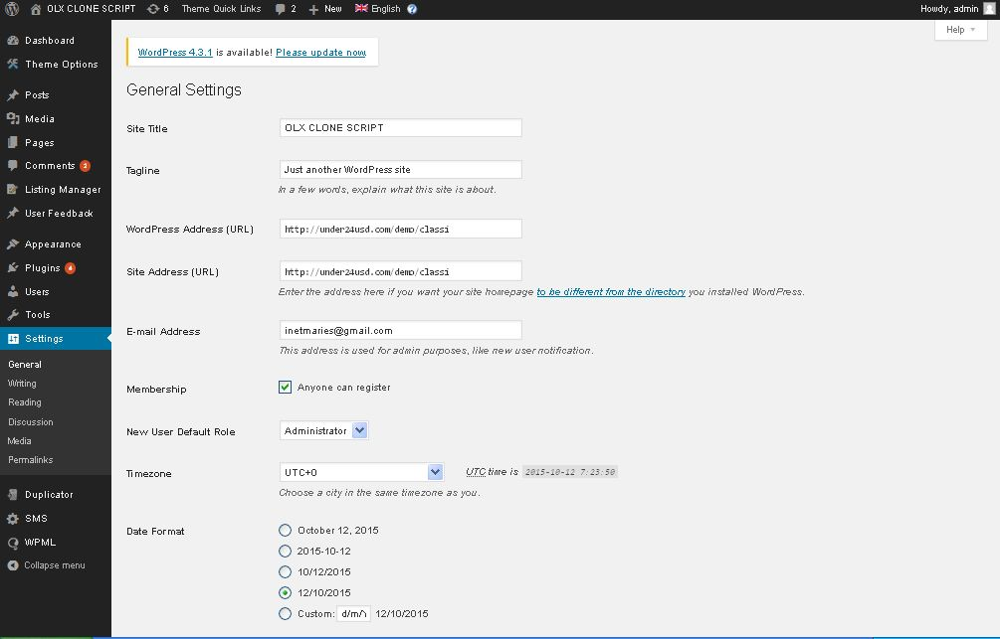 OLX CLONE SCRIPT 6 Theme Quick Links 2 New English Howdy, admin
Help
Dashboard
Theme Options
Posts
Media
Pages
Comments 2
Listing Manager
User Feedback
Appearance
Plugins 4
Users
Tools
Settings
General
Writing
Reading
Discussion
Media
Permalinks
Duplicator
SMS
WPML
Collapse menu
WordPress 4.3.1 is available! Please update now.
General Settings
Site Title OLX CLONE SCRIPT
Tagline Just another WordPress site
In a few words, explain what this site is about.
WordPress Address (URL) http://under24usd.com/demo/classi
Site Address (URL) http://under24usd.com/demo/classi
Enter the address here if you want your site homepage to be different from the directory you installed WordPress.
E-mail Address inetmaries@gmail.com
This address is used for admin purposes, like new user notification.
Membership Anyone can register
New User Default Role Administrator
Timezone UTC+0 UTC time is 2015-10-12 7:23:50
Choose a city in the same timezone as you.
Date Format October 12, 2015
2015-10-12
10/12/2015
12/10/2015
Custom: d/m/Y 12/10/2015